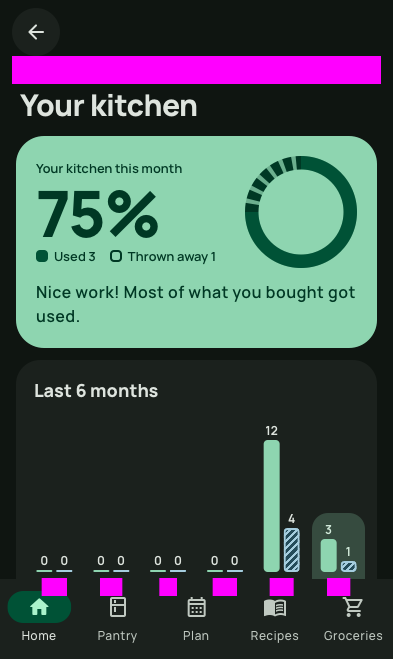 Your kitchen
Your kitchen this month
75%
Used 3
Thrown away 1
Nice work! Most of what you bought got
used.
Last 6 months
0 0 0 0 0 0 0 0 12 4 3 1
Home Pantry Plan Recipes Groceries